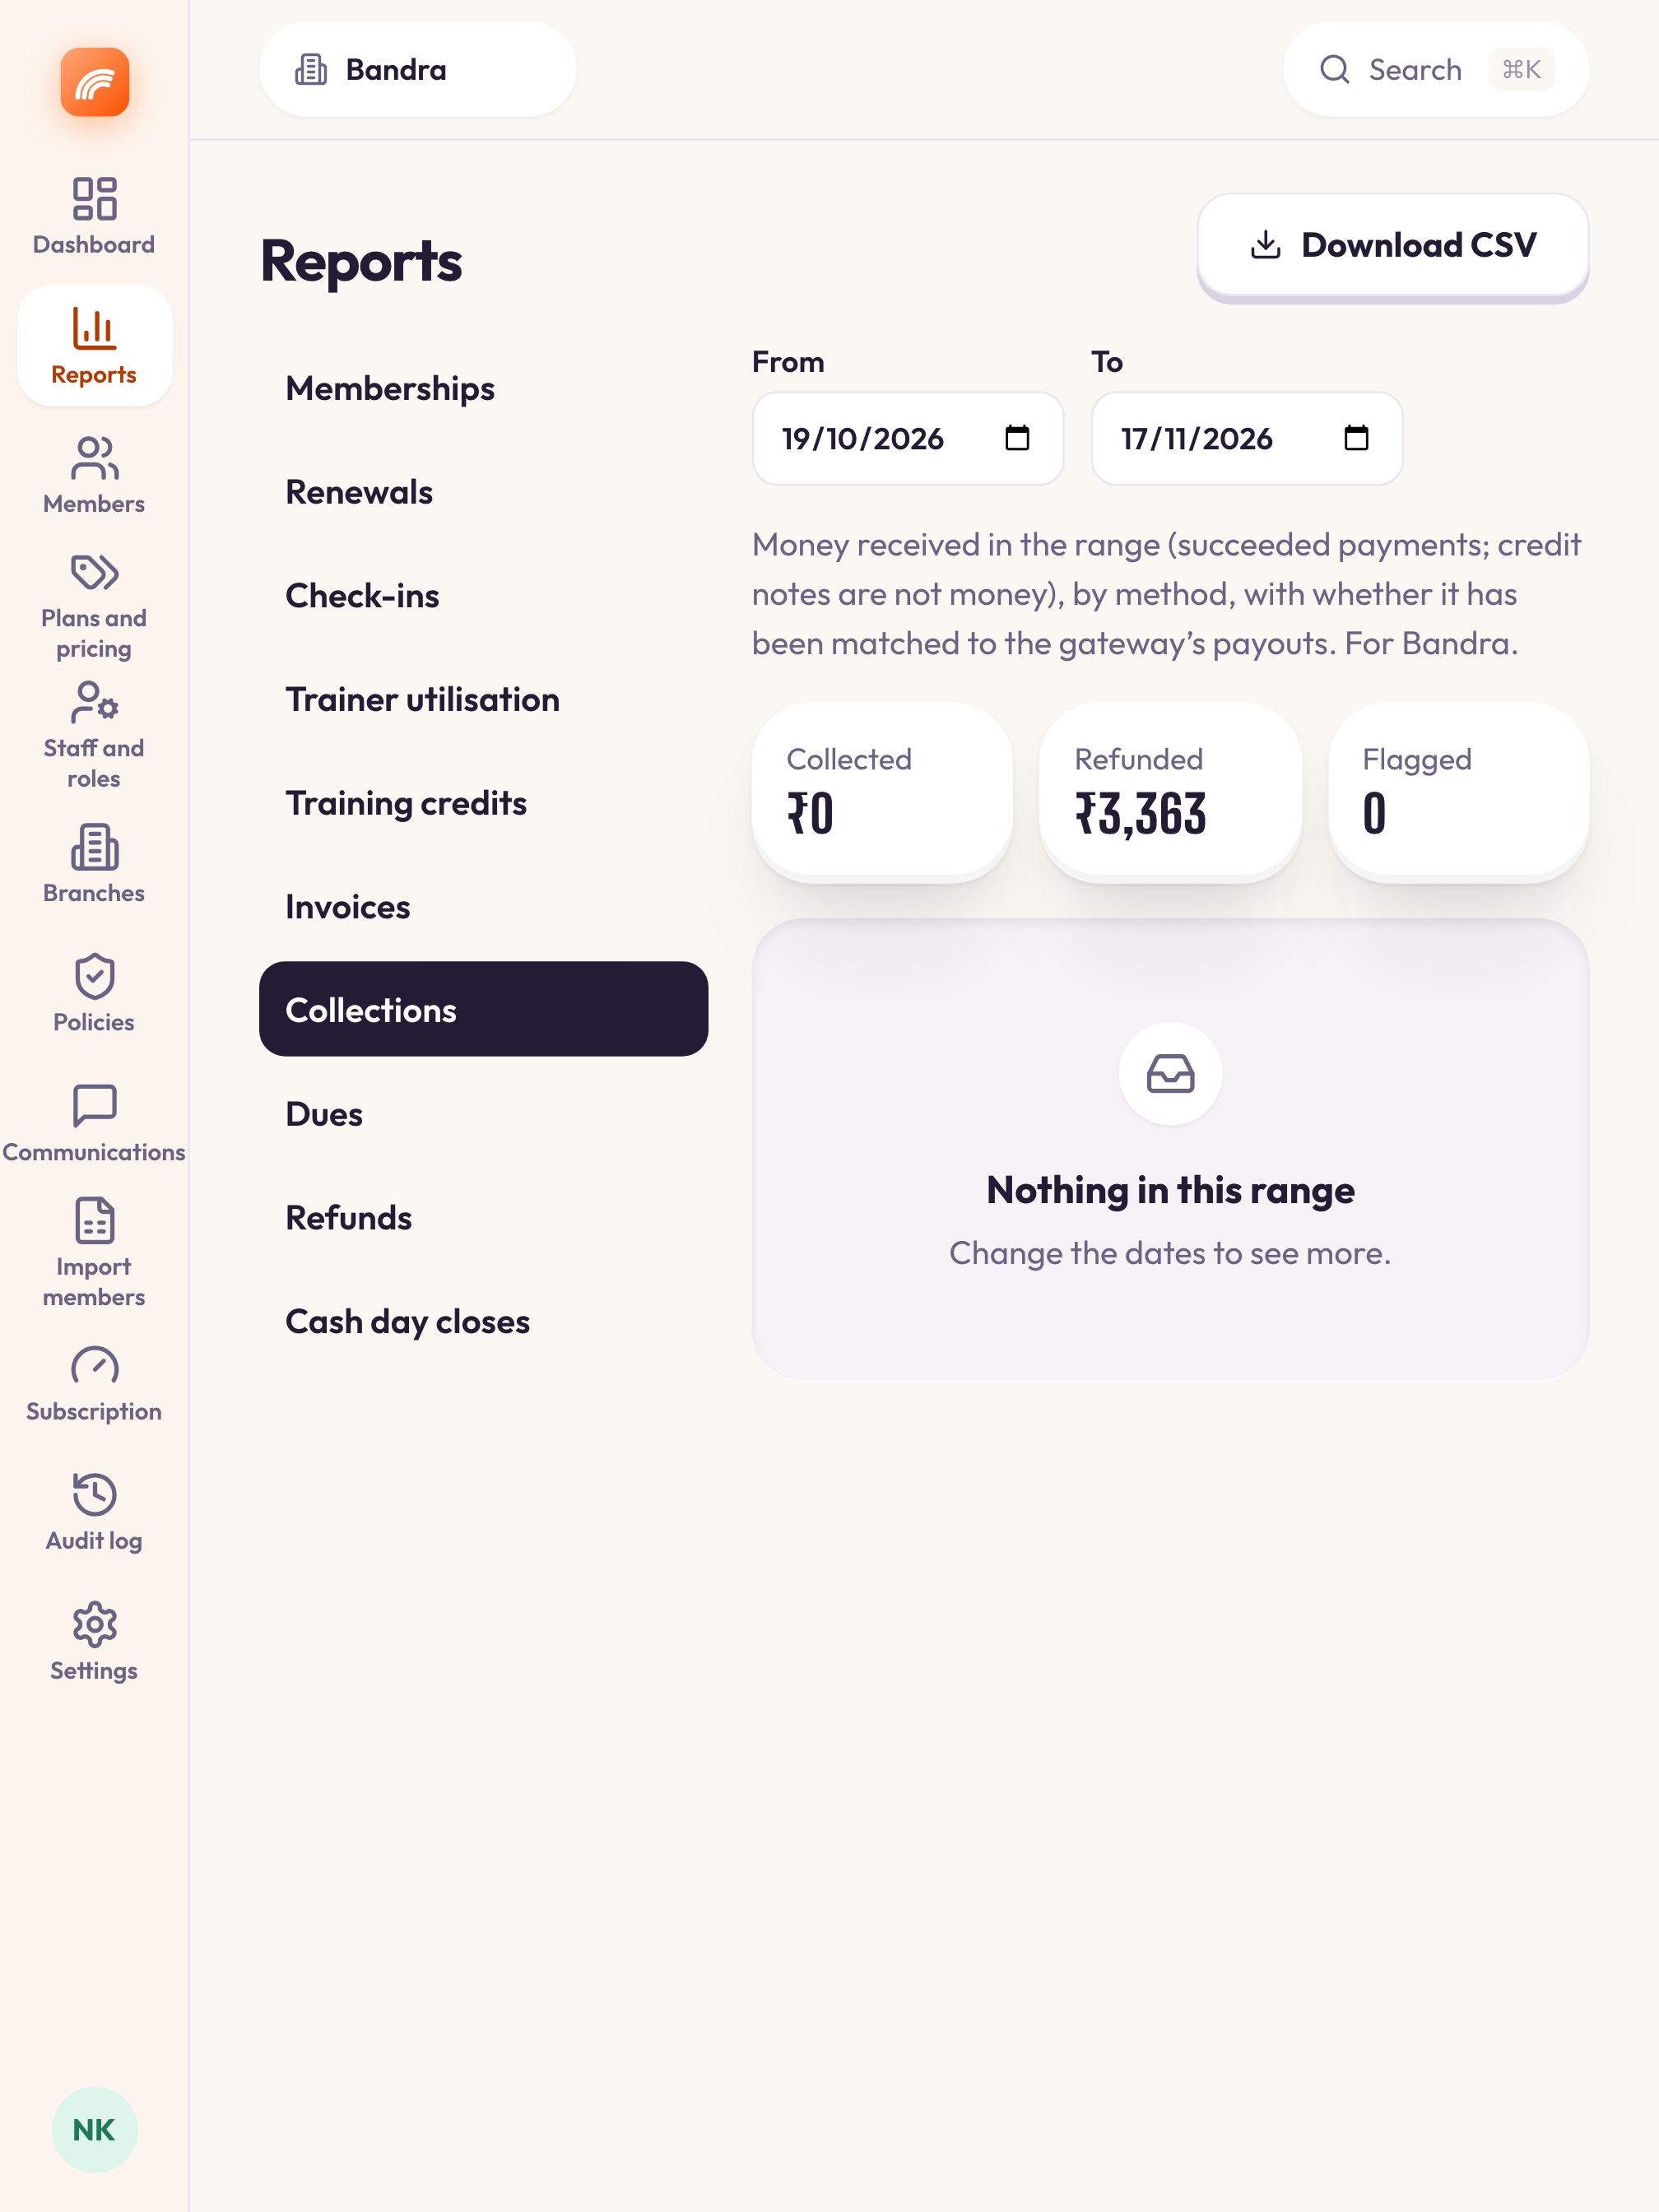 Bandra
Search ⌘K
Dashboard
Reports
Members
Plans and
pricing
Staff and
roles
Branches
Policies
Communications
Import
members
Subscription
Audit log
Settings
NK
Reports
Download CSV
Memberships
Renewals
Check-ins
Trainer utilisation
Training credits
Invoices
Collections
Dues
Refunds
Cash day closes
From
To
19/10/2026
17/11/2026
Money received in the range (succeeded payments; credit
notes are not money), by method, with whether it has
been matched to the gateway’s payouts. For Bandra.
Collected
₹0
Refunded
₹3,363
Flagged
0
Nothing in this range
Change the dates to see more.